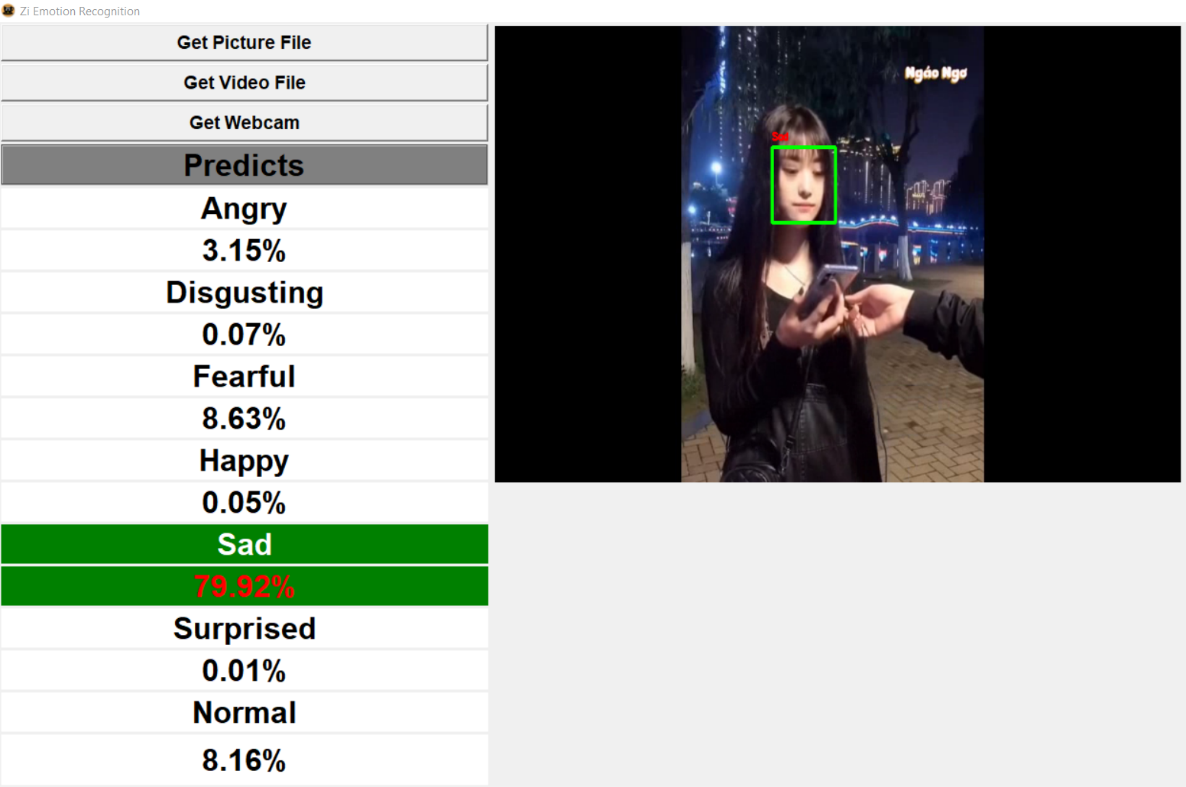 Zi Emotion Recognition
Get Picture File
Get Video File
Get Webcam
Predicts
Angry
3.15%
Disgusting
0.07%
Fearful
8.63%
Happy
0.05%
Sad
79.92%
Surprised
0.01%
Normal
8.16%
Ngáo Ngơ
Sad